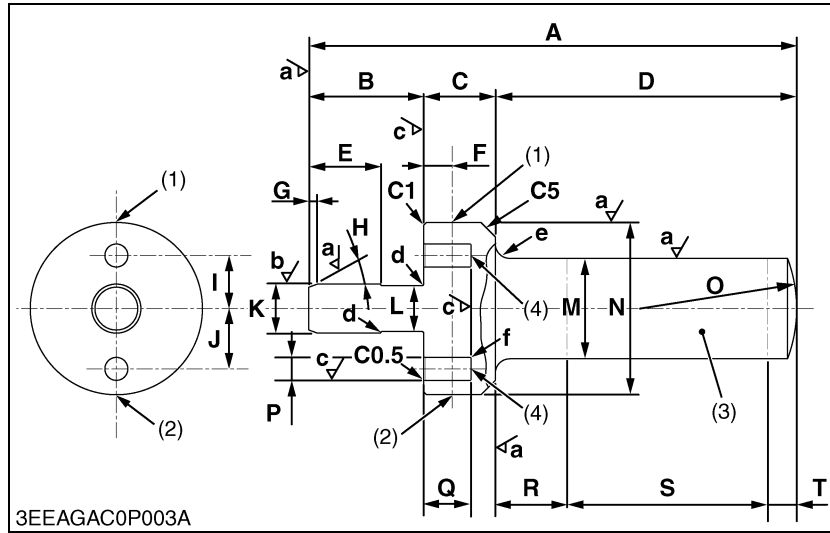 A
a
B C D
c
E F (1)
(1) G C1 C5
H a
a a e
b d
I O
K L c (4) M N
J d f
c C0.5
P (4) (3)
(2) (2)
a
Q R S T
3EEAGAC0P003A